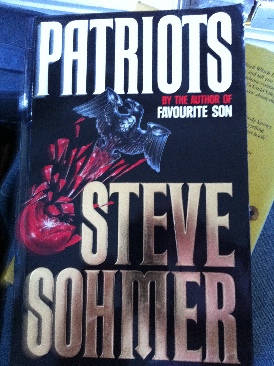 PATRIOTS
BY THE AUTHOR OF
FAVOURITE SON
STEVE
SOHMER